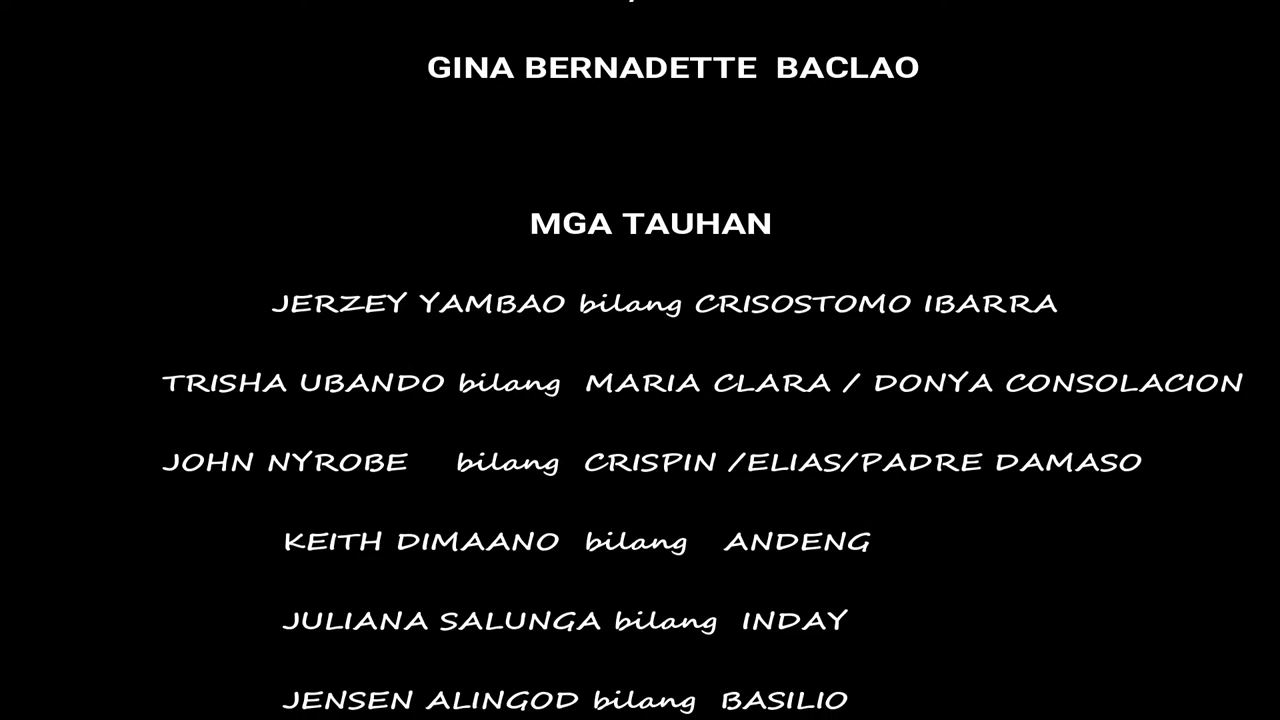 GINA BERNADETTE BACLAO
MGA TAUHAN
JERZEY YAMBAO bilang CRISOSTOMO IBARRA
TRISHA UBANDO bilang MARIA CLARA / DONYA CONSOLACION
JOHN NYROBE bilang CRISPIN /ELIAS/PADRE DAMASO
KEITH DIMAANO bilang ANDENG
JULIANA SALUNGA bilang INDAY
JENSEN ALINGOD bilang BASILIO